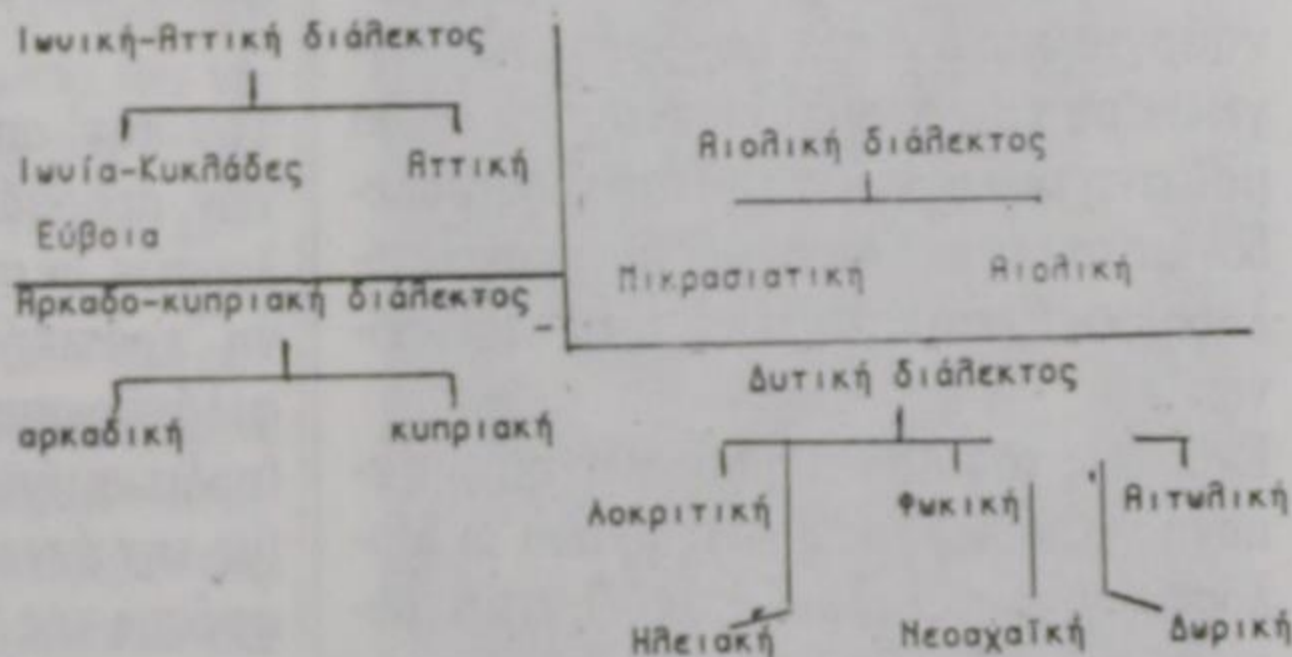 Ιωνική-Αττική διάλεκτος
Ιωνία-Κυκλάδες Αττική
Εύβοια
Αιολική διάλεκτος
Μικρασιατική Αιολική
Αρκαδο-κυπριακή διάλεκτος
αρκαδική κυπριακή
Δυτική διάλεκτος
Λοκριτική Φωκική Αιτωλική
Ηλειακή Νεοαχαϊκή Δωρική